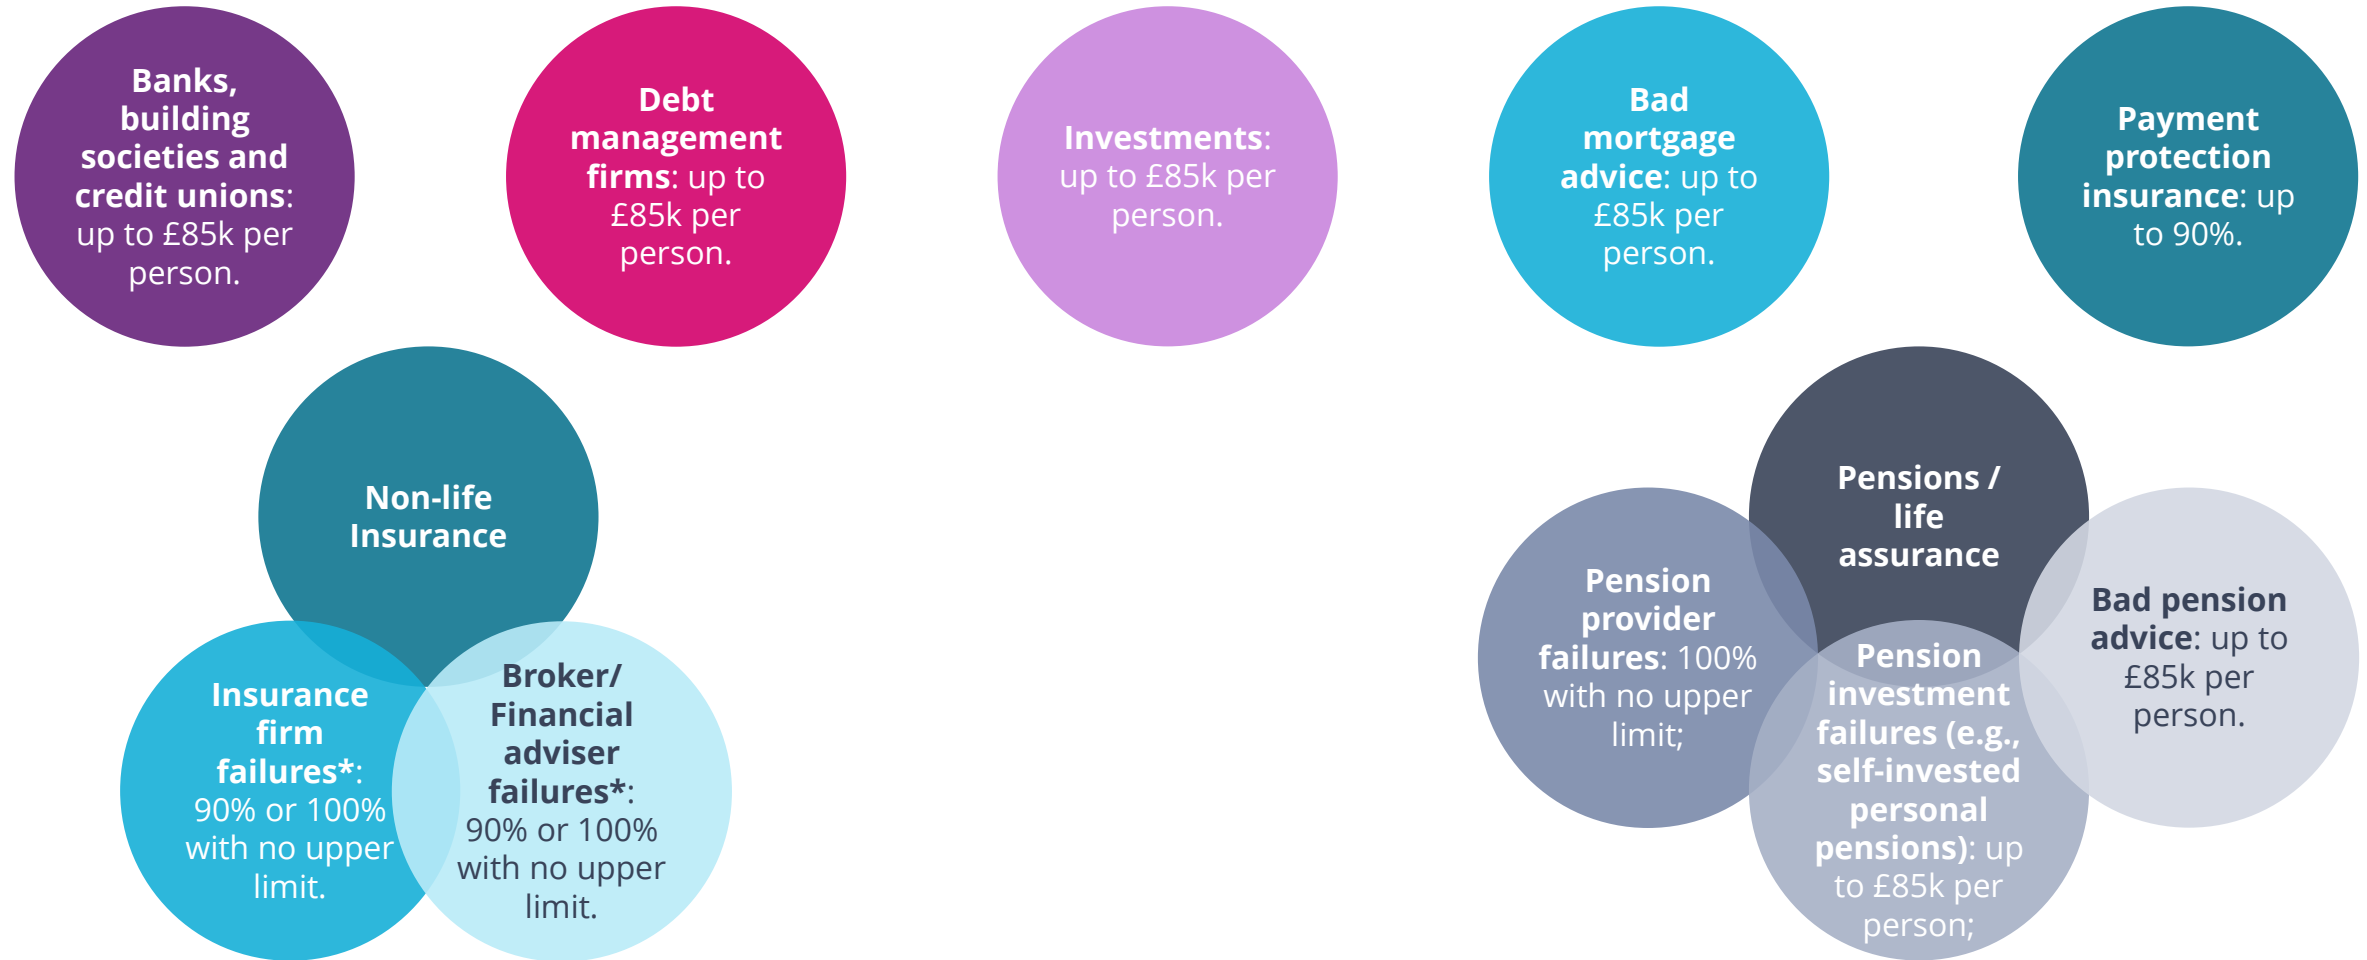 Banks,
building
societies and
credit unions:
up to £85k per
person.
Debt
management
firms: up to
£85k per
person.
Investments:
up to £85k per
person.
Bad
mortgage
advice: up to
£85k per
person.
Payment
protection
insurance: up
to 90%.
Non-life
Insurance
Insurance
firm
failures*:
90% or 100%
with no upper
limit.
Broker/
Financial
adviser
failures*:
90% or 100%
with no upper
limit.
Pensions /
life
assurance
Pension
provider
failures: 100%
with no upper
limit;
Pension
investment
failures (e.g.,
self-invested
personal
pensions): up
to £85k per
person;
Bad pension
advice: up to
£85k per
person.